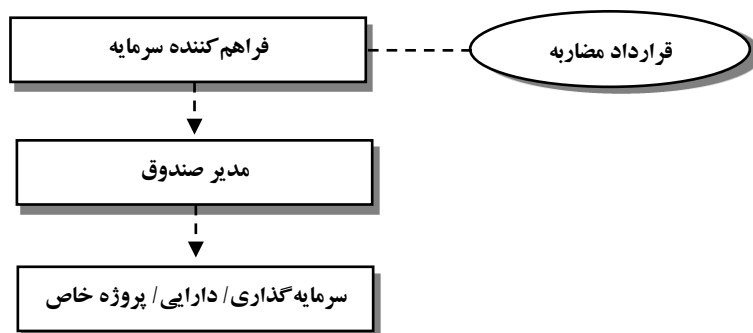 فراهم‌کننده سرمایه
قرارداد مضاربه
مدیر صندوق
سرمایه‌گذاری/ دارایی/ پروژه خاص